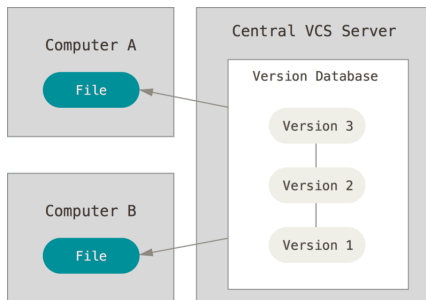 Computer A
File
Central VCS Server
Version Database
Version 3
Version 2
Version 1
Computer B
File